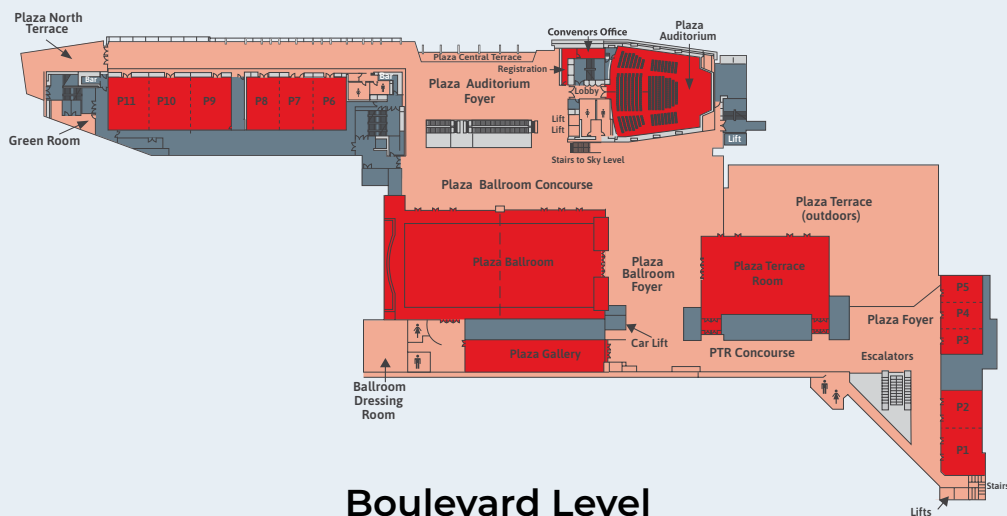 Plaza North
Terrace
Convenors Office
Plaza
Auditorium
Plaza Central Terrace
Registration
Bar
Bar
Plaza Auditorium
Foyer
Lobby
P11
P10
P9
P8
P7
P6
Lift
Lift
Lift
Green Room
Stairs to Sky Level
Plaza Ballroom Concourse
Plaza Terrace
(outdoors)
Plaza Ballroom
Plaza
Ballroom
Foyer
Plaza Terrace
Room
P5
P4
P3
Plaza Foyer
Car Lift
Plaza Gallery
PTR Concourse
Escalators
Ballroom
Dressing
Room
P2
P1
Stairs
Lifts
Boulevard Level